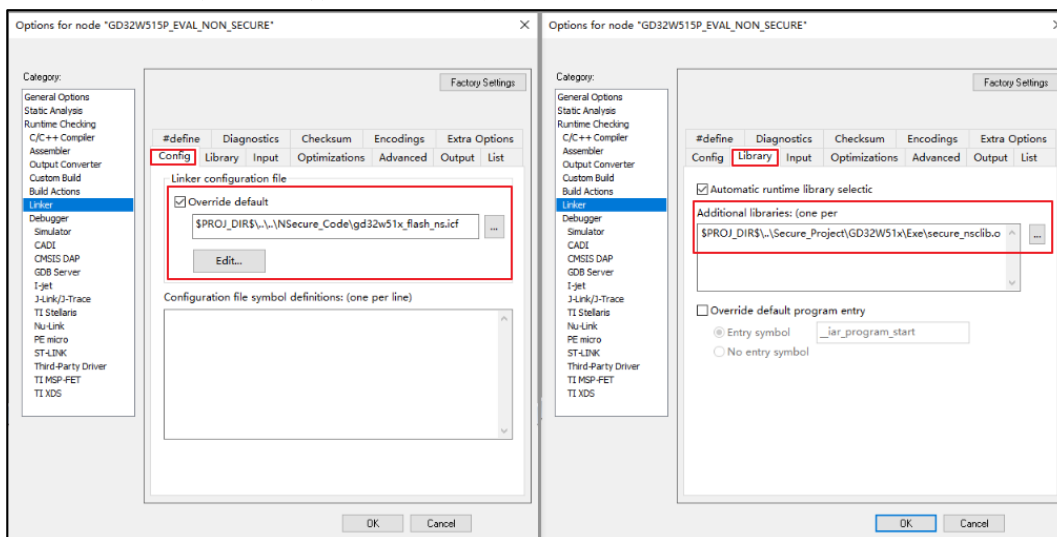 Options for node "GD32W515P_EVAL_NON_SECURE"
Category:
General Options
Static Analysis
Runtime Checking
C/C++ Compiler
Assembler
Output Converter
Custom Build
Build Actions
Linker
Debugger
Simulator
CADI
CMSIS DAP
GDB Server
I-jet
J-Link/J-Trace
TI Stellaris
Nu-Link
PE micro
ST-LINK
Third-Party Driver
TI MSP-FET
TI XDS
Factory Settings
#define Diagnostics Checksum Encodings Extra Options
Config Library Input Optimizations Advanced Output List
Linker configuration file
Override default
$PROJ_DIR$\..\..\NSecure_Code\gd32w51x_flash_ns.icf
...
Edit...
Configuration file symbol definitions: (one per line)
OK Cancel
Options for node "GD32W515P_EVAL_NON_SECURE"
Category:
General Options
Static Analysis
Runtime Checking
C/C++ Compiler
Assembler
Output Converter
Custom Build
Build Actions
Linker
Debugger
Simulator
CADI
CMSIS DAP
GDB Server
I-jet
J-Link/J-Trace
TI Stellaris
Nu-Link
PE micro
ST-LINK
Third-Party Driver
TI MSP-FET
TI XDS
Factory Settings
#define Diagnostics Checksum Encodings Extra Options
Config Library Input Optimizations Advanced Output List
Automatic runtime library selectic
Additional libraries: (one per
$PROJ_DIR$\..\Secure_Project\GD32W51x\Exe\secure_nsclib.o
...
Override default program entry
Entry symbol __iar_program_start
No entry symbol
OK Cancel